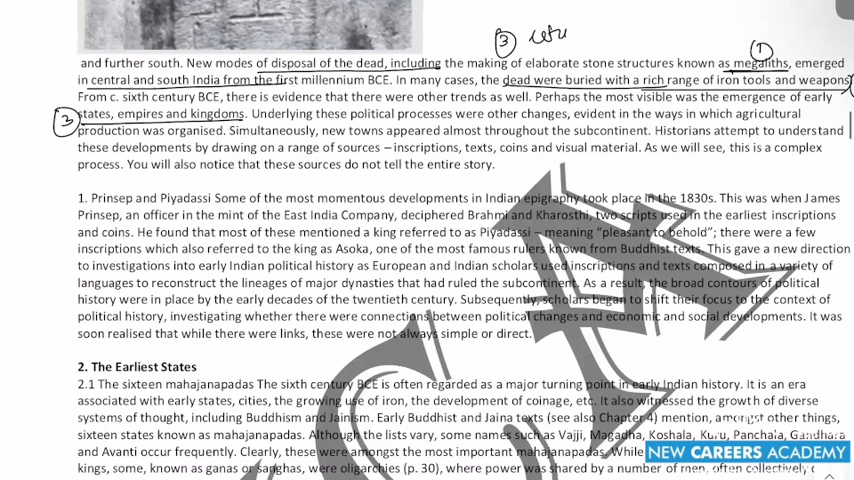 ③
and further south. New modes of disposal of the dead, including the making of elaborate stone structures known as megaliths, emerged
①
in central and south India from the first millennium BCE. In many cases, the dead were buried with a rich range of iron tools and weapons.
From c. sixth century BCE, there is evidence that there were other trends as well. Perhaps the most visible was the emergence of early
② states, empires and kingdoms. Underlying these political processes were other changes, evident in the ways in which agricultural
production was organised. Simultaneously, new towns appeared almost throughout the subcontinent. Historians attempt to understand
these developments by drawing on a range of sources – inscriptions, texts, coins and visual material. As we will see, this is a complex
process. You will also notice that these sources do not tell the entire story.
1. Prinsep and Piyadassi Some of the most momentous developments in Indian epigraphy took place in the 1830s. This was when James
Prinsep, an officer in the mint of the East India Company, deciphered Brahmi and Kharosthi, two scripts used in the earliest inscriptions
and coins. He found that most of these mentioned a king referred to as Piyadassi – meaning “pleasant to behold”; there were a few
inscriptions which also referred to the king as Asoka, one of the most famous rulers known from Buddhist texts. This gave a new direction
to investigations into early Indian political history as European and Indian scholars used inscriptions and texts composed in a variety of
languages to reconstruct the lineages of major dynasties that had ruled the subcontinent. As a result, the broad contours of political
history were in place by the early decades of the twentieth century. Subsequently, scholars began to shift their focus to the context of
political history, investigating whether there were connections between political changes and economic and social developments. It was
soon realised that while there were links, these were not always simple or direct.
2. The Earliest States
2.1 The sixteen mahajanapadas The sixth century BCE is often regarded as a major turning point in early Indian history. It is an era
associated with early states, cities, the growing use of iron, the development of coinage, etc. It also witnessed the growth of diverse
systems of thought, including Buddhism and Jainism. Early Buddhist and Jaina texts (see also Chapter 4) mention, amongst other things,
sixteen states known as mahajanapadas. Although the lists vary, some names such as Vajji, Magadha, Koshala, Kuru, Panchala, Gandhara
and Avanti occur frequently. Clearly, these were amongst the most important mahajanapadas. While
kings, some, known as ganas or sanghas, were oligarchies (p. 30), where power was shared by a number of men, often collectively
NEW CAREERS ACADEMY